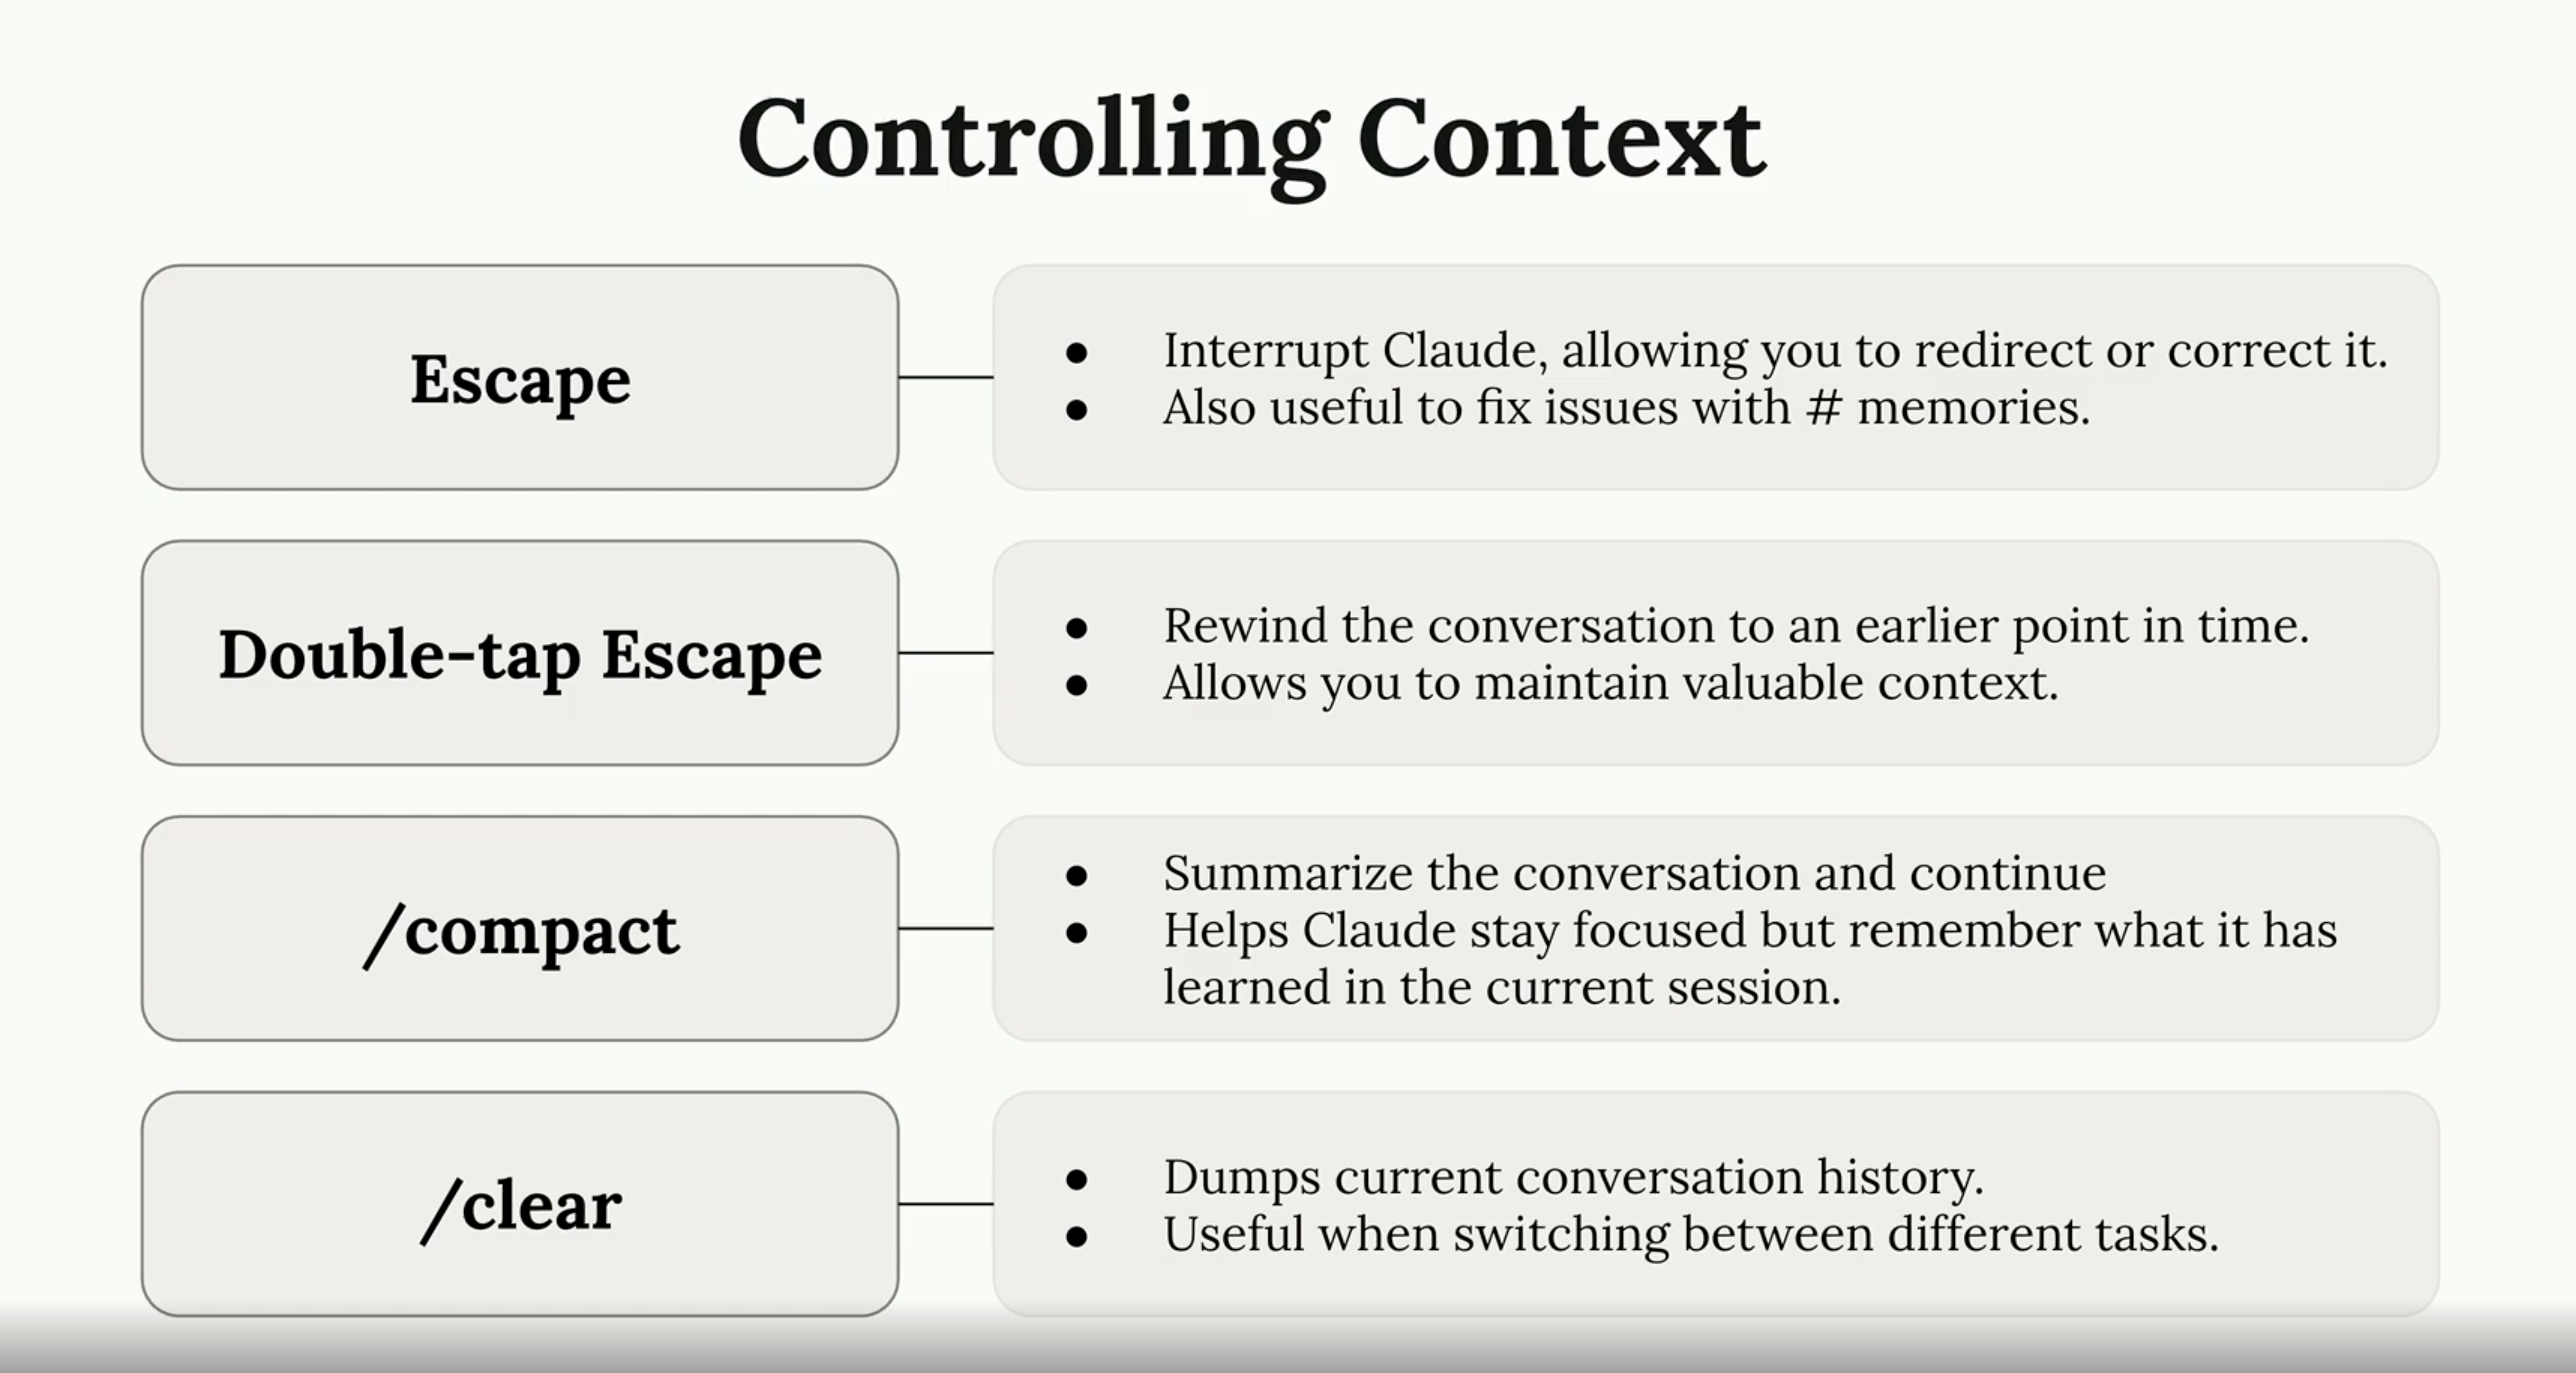 Controlling Context
Escape
● Interrupt Claude, allowing you to redirect or correct it.
● Also useful to fix issues with # memories.
Double-tap Escape
● Rewind the conversation to an earlier point in time.
● Allows you to maintain valuable context.
/compact
● Summarize the conversation and continue
● Helps Claude stay focused but remember what it has
learned in the current session.
/clear
● Dumps current conversation history.
● Useful when switching between different tasks.